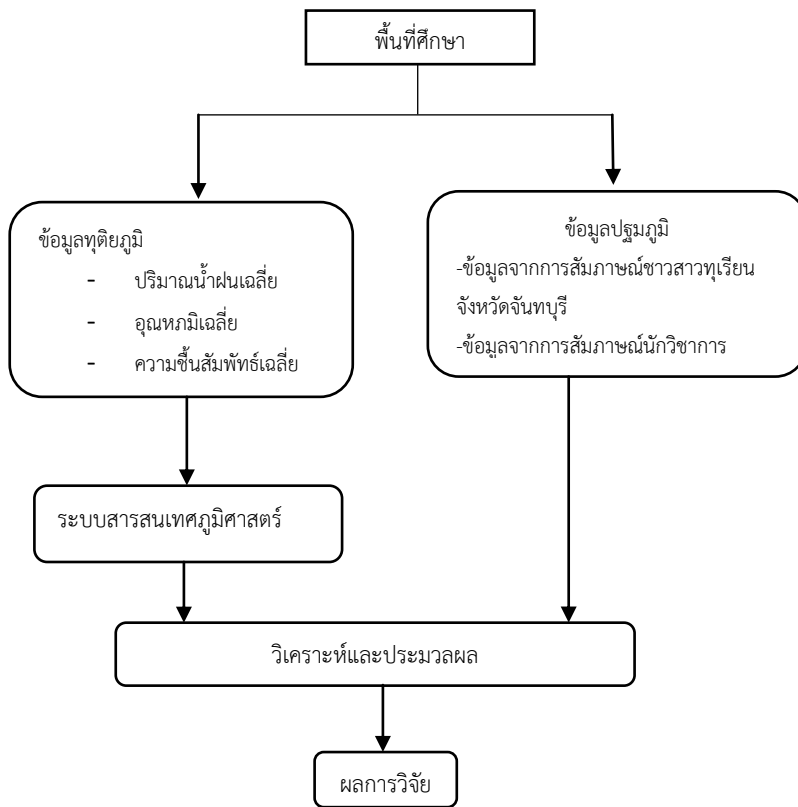 พื้นที่ศึกษา
ข้อมูลทุติยภูมิ
- ปริมาณน้ำฝนเฉลี่ย
- อุณหภมิเฉลี่ย
- ความชื้นสัมพัทธ์เฉลี่ย
ข้อมูลปฐมภูมิ
-ข้อมูลจากการสัมภาษณ์ชาวสาวทุเรียน
จังหวัดจันทบุรี
-ข้อมูลจากการสัมภาษณ์นักวิชาการ
ระบบสารสนเทศภูมิศาสตร์
วิเคราะห์และประมวลผล
ผลการวิจัย